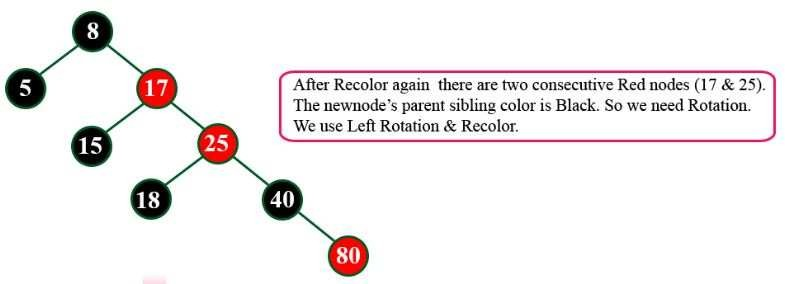 8
5
17
15
25
18
40
80
After Recolor again there are two consecutive Red nodes (17 & 25).
The newnode's parent sibling color is Black. So we need Rotation.
We use Left Rotation & Recolor.